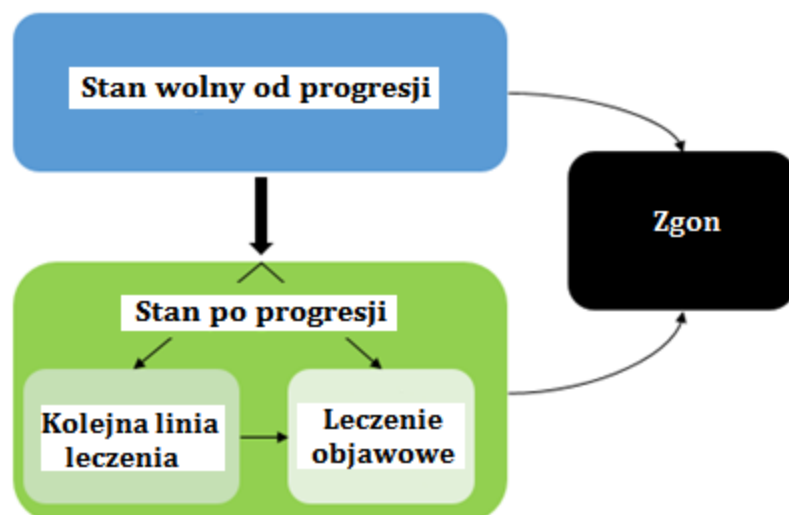 Stan wolny od progresji
Zgon
Stan po progresji
Kolejna linia
leczenia
Leczenie
objawowe